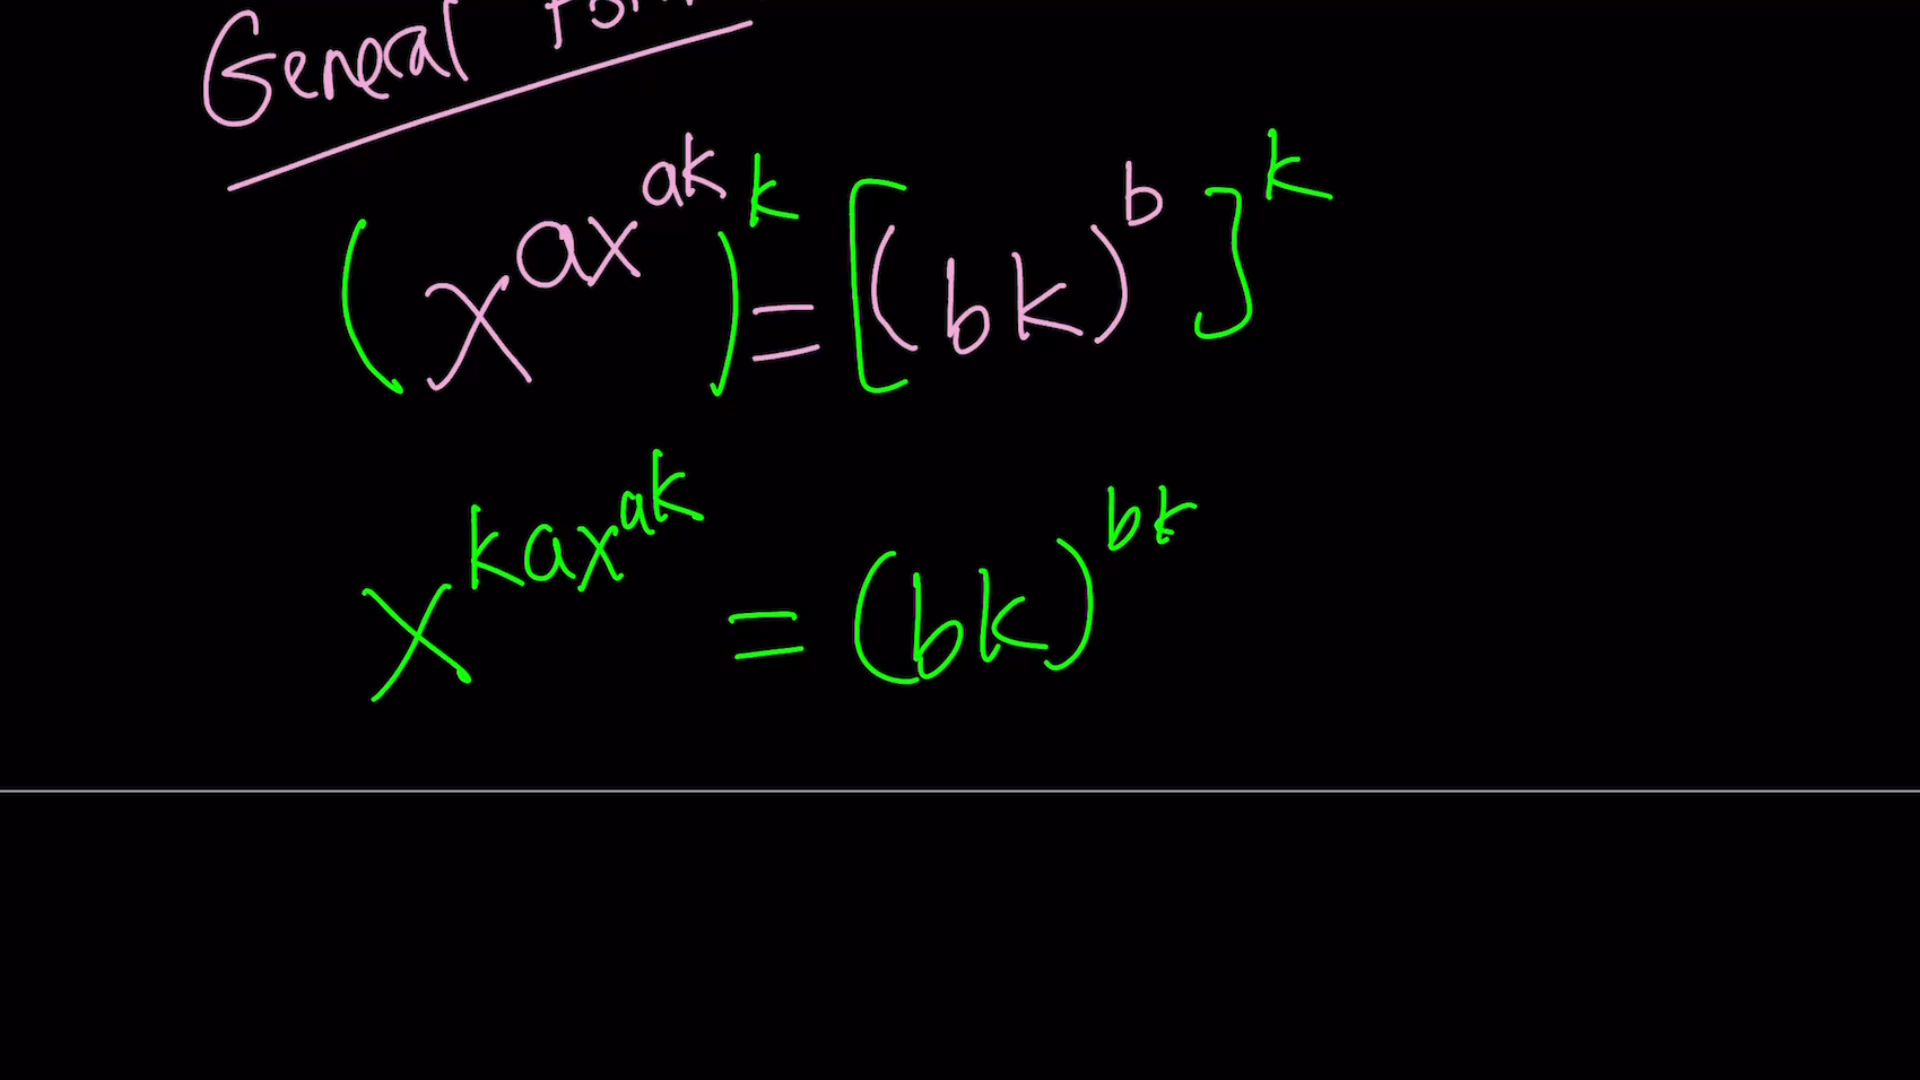 General
(x^{ax^{ak}})^k = [(bk)^b]^k
x^{kax^{ak}} = (bk)^{bk}